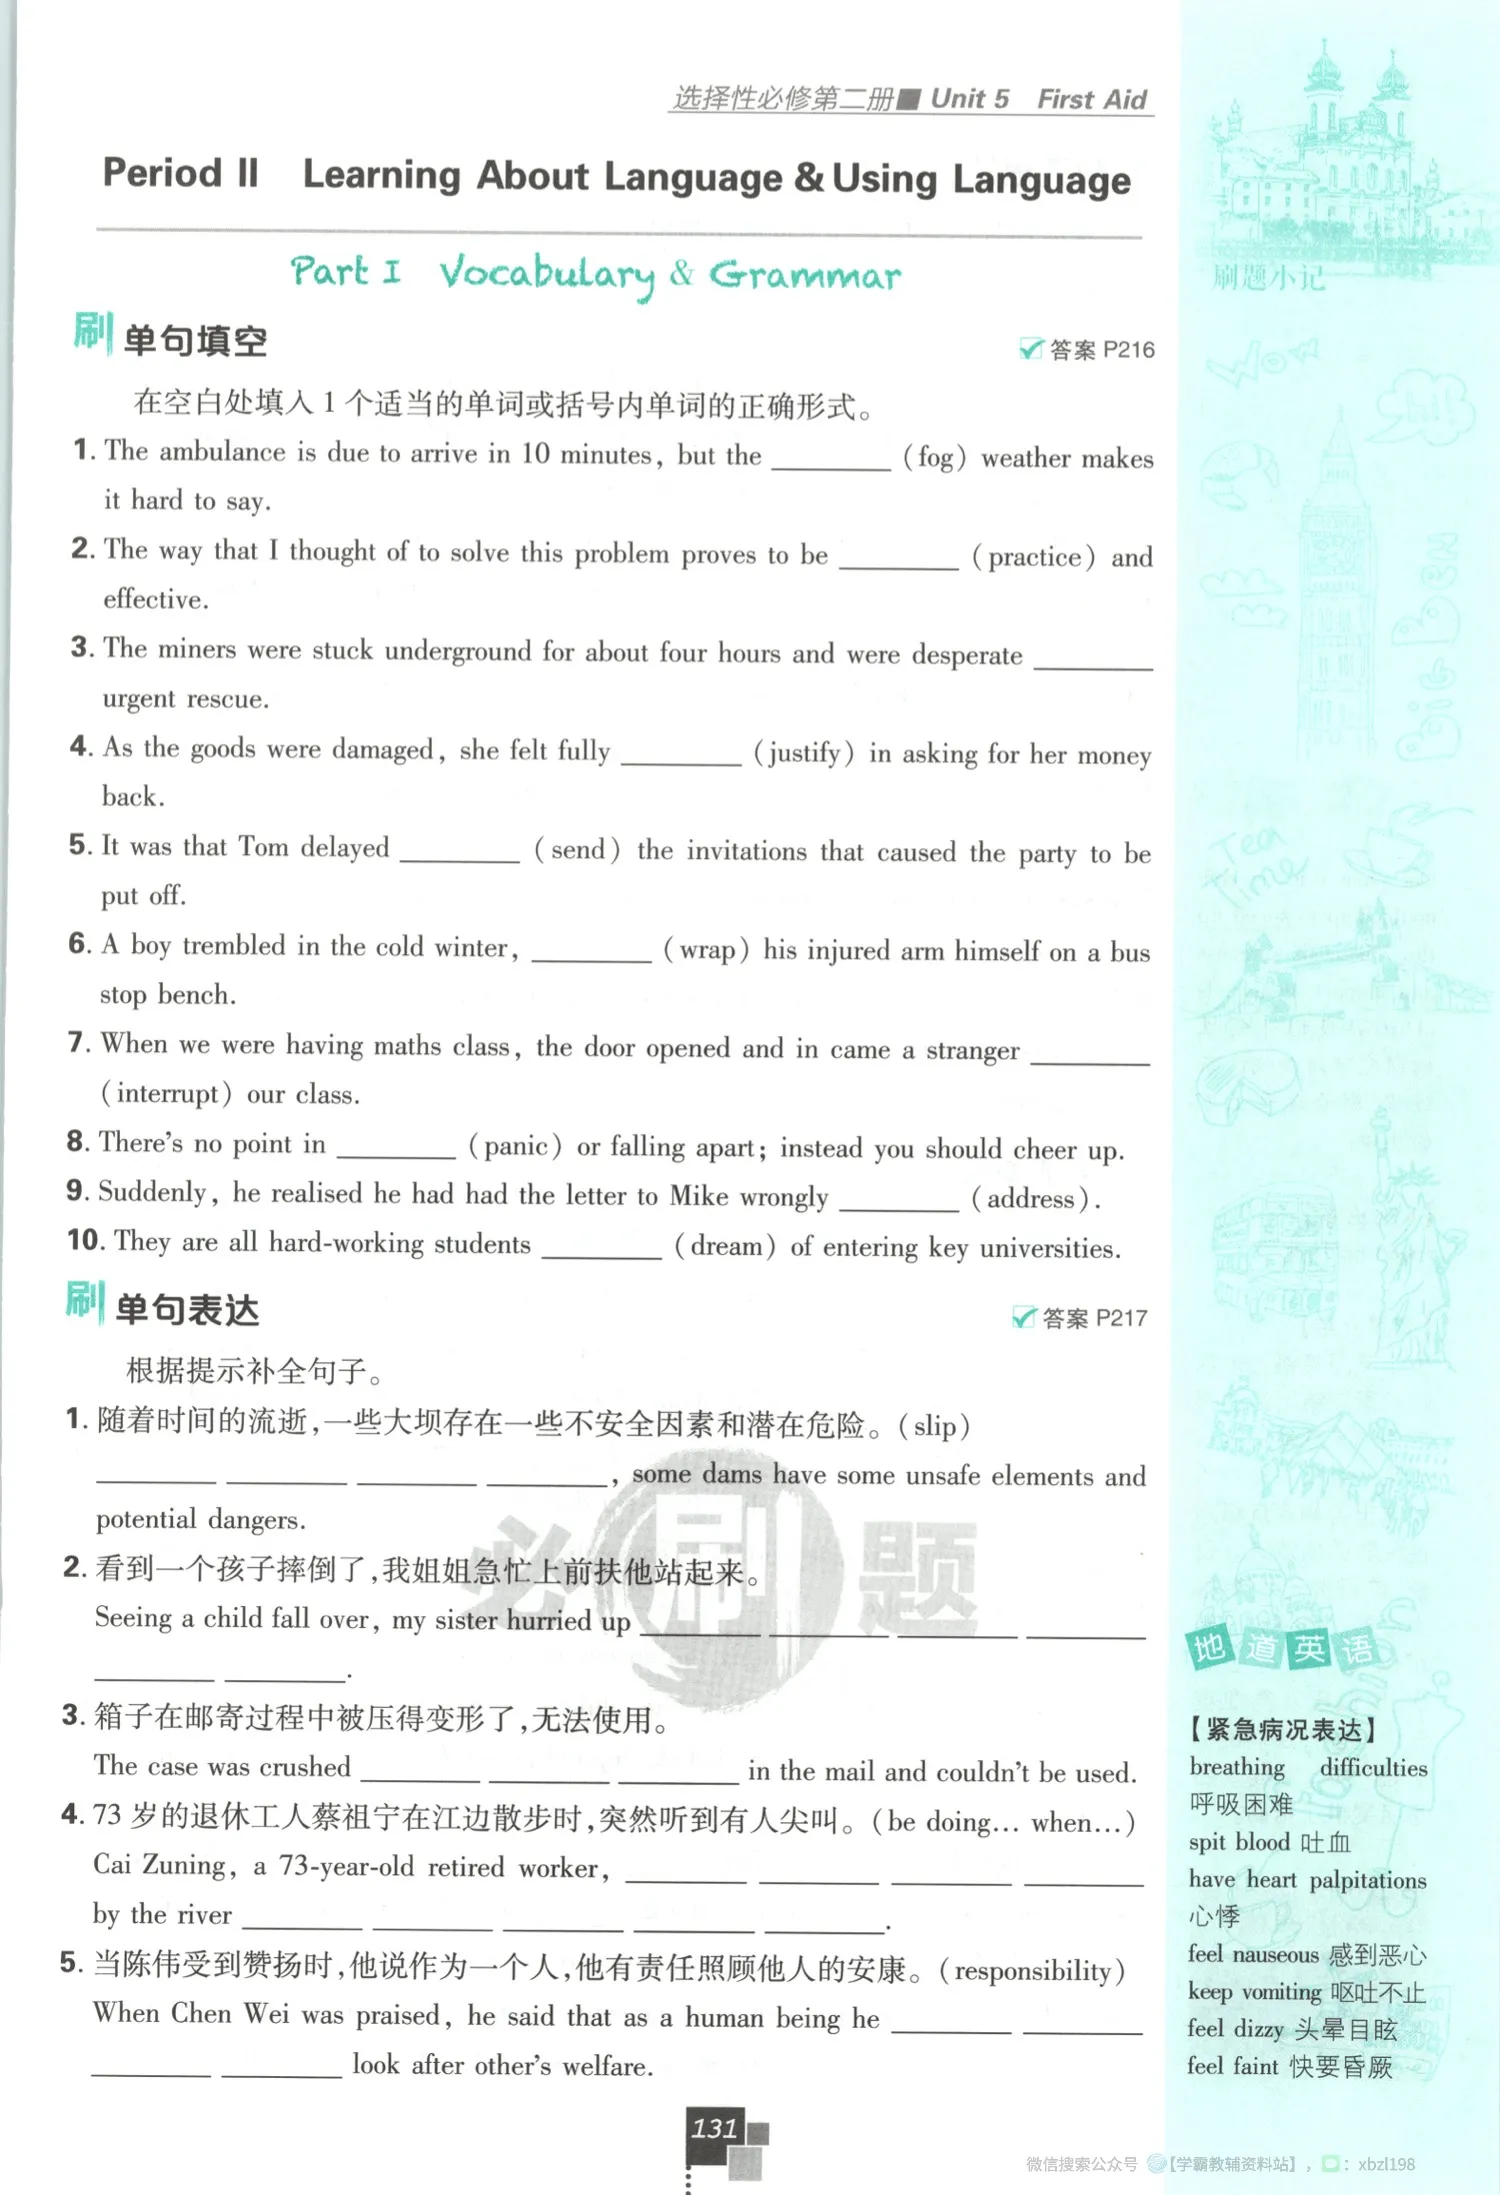 选择性必修第二册■ Unit 5 First Aid
Period II Learning About Language & Using Language
Part I Vocabulary & Grammar
刷 单句填空
答案 P216
在空白处填入 1 个适当的单词或括号内单词的正确形式。
1. The ambulance is due to arrive in 10 minutes, but the ________ (fog) weather makes
it hard to say.
2. The way that I thought of to solve this problem proves to be ________ (practice) and
effective.
3. The miners were stuck underground for about four hours and were desperate ________
urgent rescue.
4. As the goods were damaged, she felt fully ________ (justify) in asking for her money
back.
5. It was that Tom delayed ________ (send) the invitations that caused the party to be
put off.
6. A boy trembled in the cold winter, ________ (wrap) his injured arm himself on a bus
stop bench.
7. When we were having maths class, the door opened and in came a stranger ________
(interrupt) our class.
8. There's no point in ________ (panic) or falling apart; instead you should cheer up.
9. Suddenly, he realised he had had the letter to Mike wrongly ________ (address).
10. They are all hard-working students ________ (dream) of entering key universities.
刷 单句表达
答案 P217
根据提示补全句子。
1. 随着时间的流逝,一些大坝存在一些不安全因素和潜在危险。(slip)
________ ________ ________ ________, some dams have some unsafe elements and
potential dangers.
2. 看到一个孩子摔倒了,我姐姐急忙上前扶他站起来。
Seeing a child fall over, my sister hurried up ________ ________ ________ ________
________ ________.
3. 箱子在邮寄过程中被压得变形了,无法使用。
The case was crushed ________ ________ ________ in the mail and couldn't be used.
4. 73 岁的退休工人蔡祖宁在江边散步时,突然听到有人尖叫。(be doing... when...)
Cai Zuning, a 73-year-old retired worker, ________ ________ ________ ________
by the river ________ ________ ________ ________ ________.
5. 当陈伟受到赞扬时,他说作为一个人,他有责任照顾他人的安康。(responsibility)
When Chen Wei was praised, he said that as a human being he ________ ________
________ ________ look after other's welfare.
必刷题
131
刷题小记
Wow
Hi!
Big Ben
Tea
Time
地道英语
【紧急病况表达】
breathing difficulties
呼吸困难
spit blood 吐血
have heart palpitations
心悸
feel nauseous 感到恶心
keep vomiting 呕吐不止
feel dizzy 头晕目眩
feel faint 快要昏厥
微信搜索公众号【学霸教辅资料站】,：xbzl198